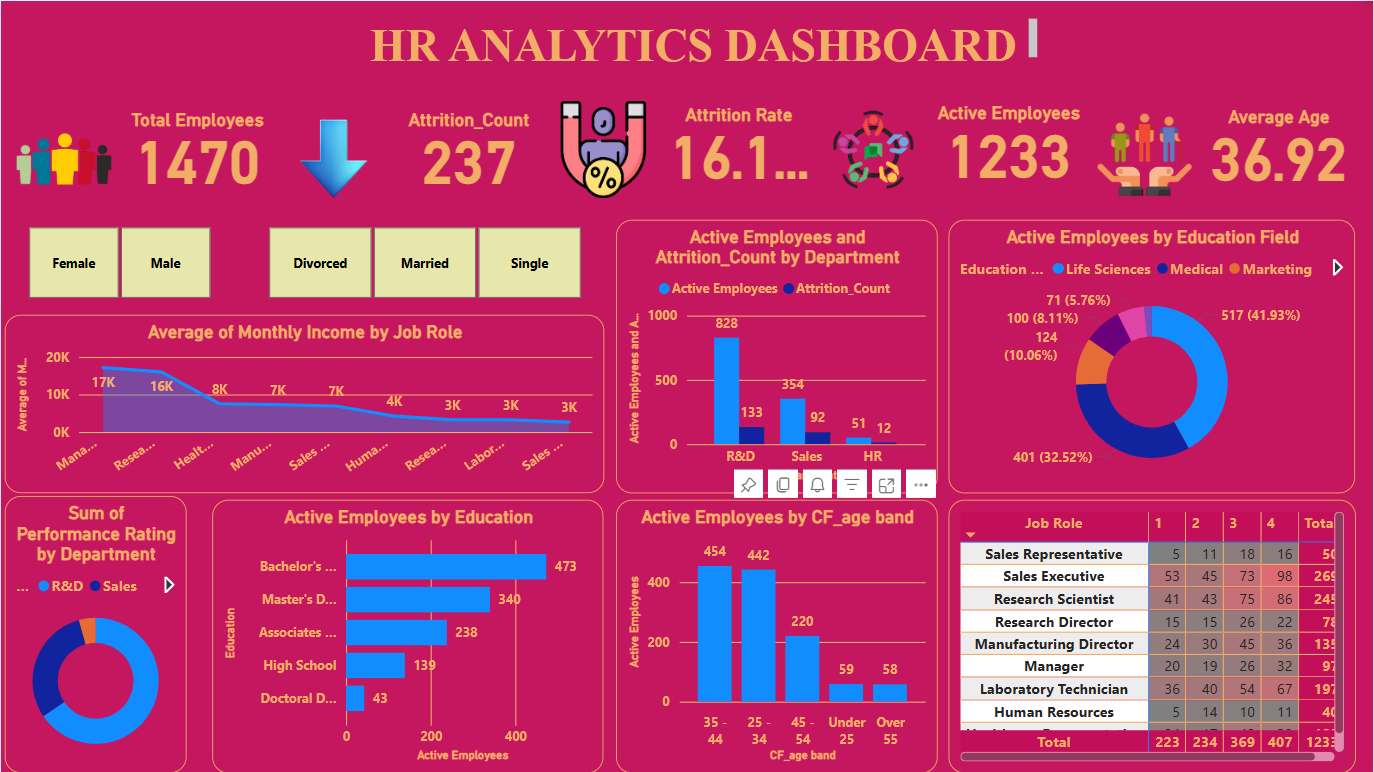 HR ANALYTICS DASHBOARD
Total Employees
1470
Attrition_Count
237
%
Attrition Rate
16.1...
Active Employees
1233
Average Age
36.92
Female
Male
Divorced
Married
Single
Average of Monthly Income by Job Role
Average of M...
20K
10K
0K
17K
16K
8K
7K
7K
4K
3K
3K
3K
Mana...
Resea...
Healt...
Manu...
Sales ...
Huma...
Resea...
Labor...
Sales ...
Active Employees and
Attrition_Count by Department
Active Employees
Attrition_Count
Active Employees and A...
1000
500
0
828
133
354
92
51
12
R&D
Sales
HR
Active Employees by Education Field
Education ...
Life Sciences
Medical
Marketing
71 (5.76%)
100 (8.11%)
124
(10.06%)
517 (41.93%)
401 (32.52%)
Sum of
Performance Rating
by Department
...
R&D
Sales
Active Employees by Education
Education
Bachelor's ...
473
Master's D...
340
Associates ...
238
High School
139
Doctoral D...
43
0
200
400
Active Employees
Active Employees by CF_age band
Active Employees
400
200
0
454
442
220
59
58
35 -
44
25 -
34
45 -
54
Under
25
Over
55
CF_age band
Job Role 1 2 3 4 Total
Sales Representative 5 11 18 16 50
Sales Executive 53 45 73 98 269
Research Scientist 41 43 75 86 245
Research Director 15 15 26 22 78
Manufacturing Director 24 30 45 36 135
Manager 20 19 26 32 97
Laboratory Technician 36 40 54 67 197
Human Resources 5 14 10 11 40
Total 223 234 369 407 1233